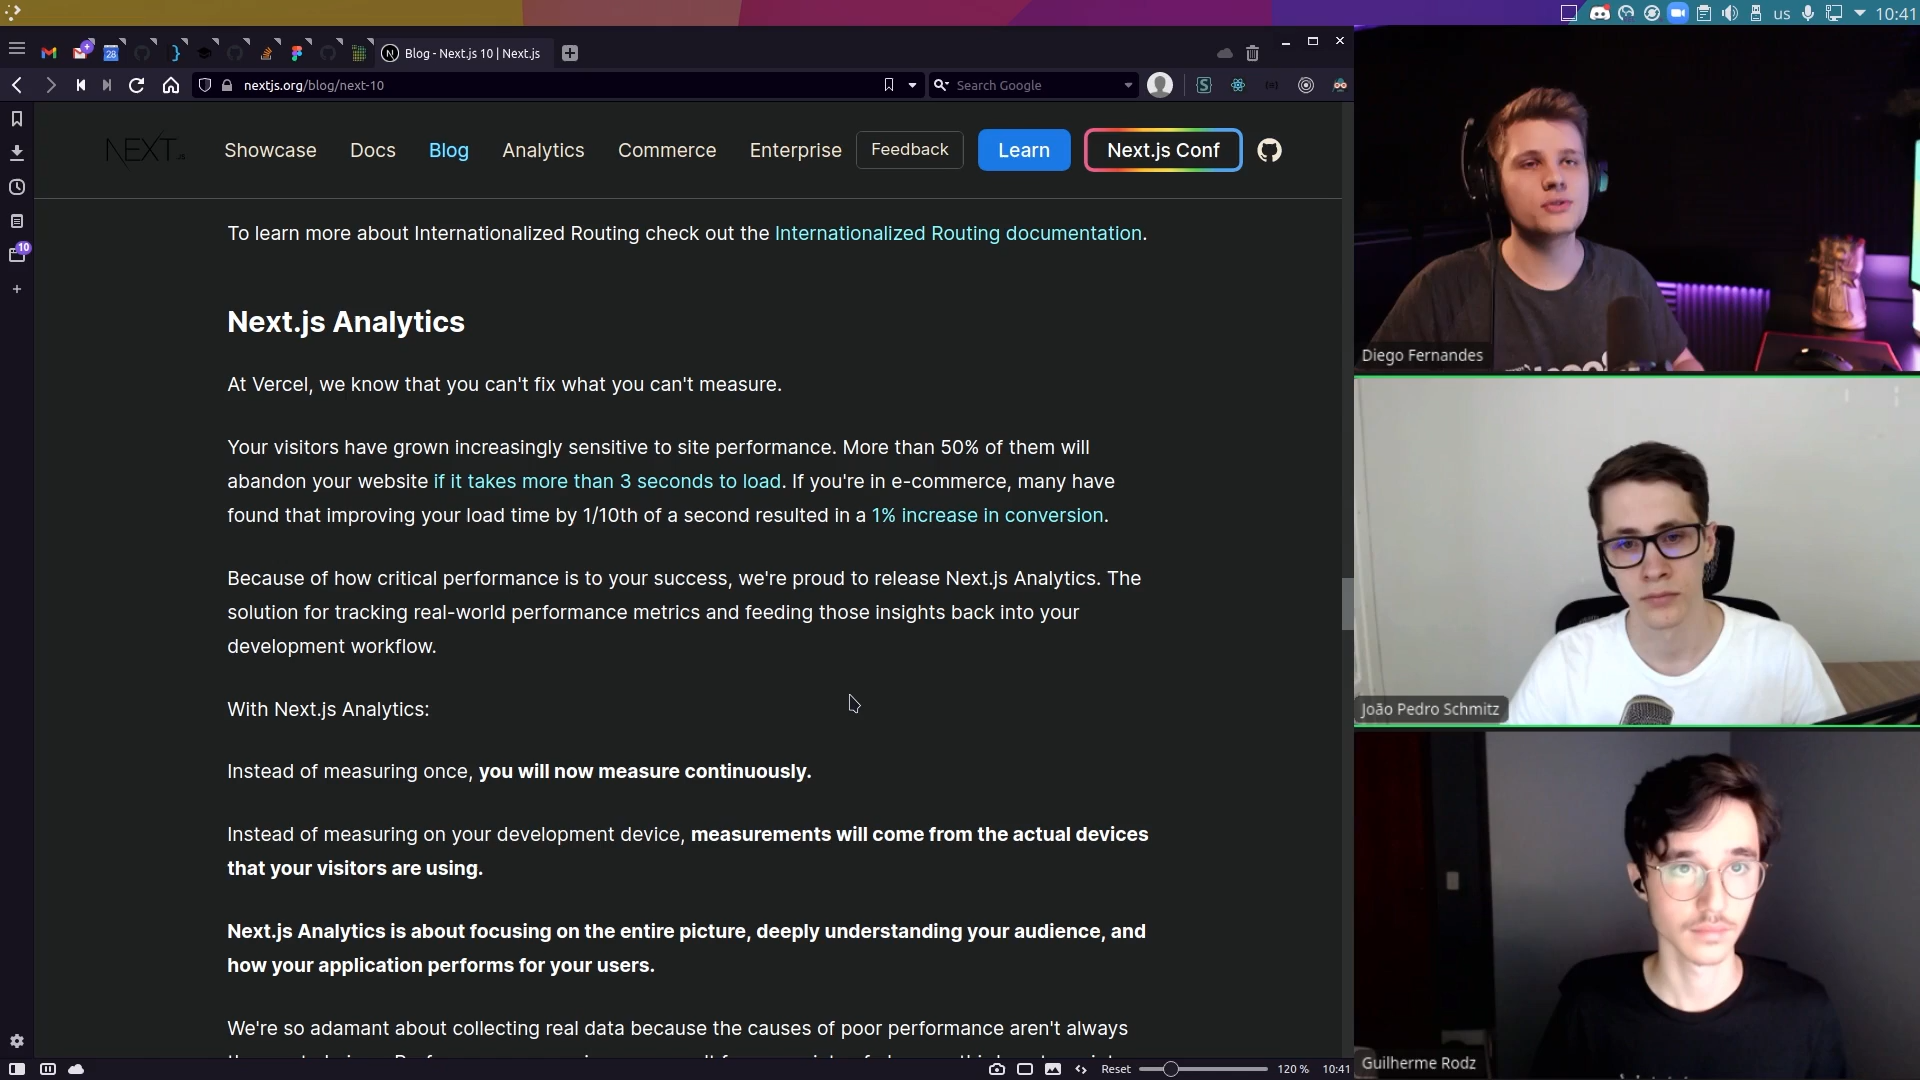 us
10:41
28
Blog - Next.js 10 | Next.js
nextjs.org/blog/next-10
Search Google
NEXT.JS
Showcase
Docs
Blog
Analytics
Commerce
Enterprise
Feedback
Learn
Next.js Conf
10
To learn more about Internationalized Routing check out the Internationalized Routing documentation.
Next.js Analytics
At Vercel, we know that you can't fix what you can't measure.
Your visitors have grown increasingly sensitive to site performance. More than 50% of them will
abandon your website if it takes more than 3 seconds to load. If you're in e-commerce, many have
found that improving your load time by 1/10th of a second resulted in a 1% increase in conversion.
Because of how critical performance is to your success, we're proud to release Next.js Analytics. The
solution for tracking real-world performance metrics and feeding those insights back into your
development workflow.
With Next.js Analytics:
Instead of measuring once, you will now measure continuously.
Instead of measuring on your development device, measurements will come from the actual devices
that your visitors are using.
Next.js Analytics is about focusing on the entire picture, deeply understanding your audience, and
how your application performs for your users.
We're so adamant about collecting real data because the causes of poor performance aren't always
Reset
120 %
10:41
Diego Fernandes
João Pedro Schmitz
Guilherme Rodz